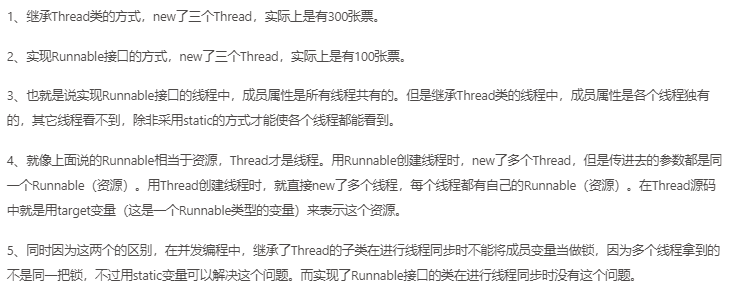 1、继承Thread类的方式，new了三个Thread，实际上是有300张票。
2、实现Runnable接口的方式，new了三个Thread，实际上是有100张票。
3、也就是说实现Runnable接口的线程中，成员属性是所有线程共有的。但是继承Thread类的线程中，成员属性是各个线程独有
的，其它线程看不到，除非采用static的方式才能使各个线程都能看到。
4、就像上面说的Runnable相当于资源，Thread才是线程。用Runnable创建线程时，new了多个Thread，但是传进去的参数都是同
一个Runnable（资源）。用Thread创建线程时，就直接new了多个线程，每个线程都有自己的Runnable（资源）。在Thread源码
中就是用target变量（这是一个Runnable类型的变量）来表示这个资源。
5、同时因为这两个的区别，在并发编程中，继承了Thread的子类在进行线程同步时不能将成员变量当做锁，因为多个线程拿到的
不是同一把锁，不过用static变量可以解决这个问题。而实现了Runnable接口的类在进行线程同步时没有这个问题。